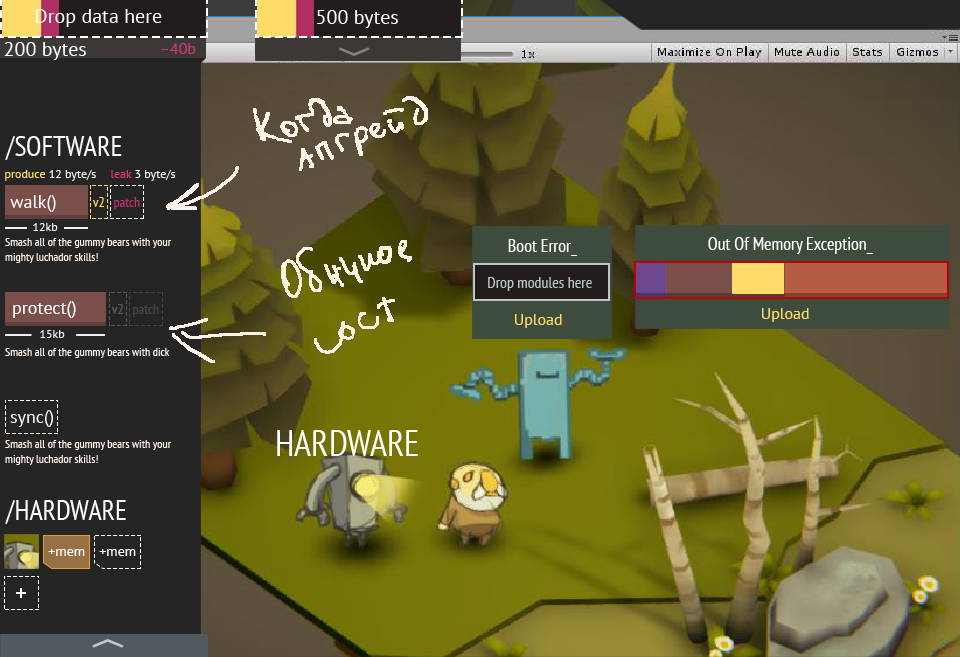 Drop data here
500 bytes
200 bytes
-40b
1x
Maximize On Play
Mute Audio
Stats
Gizmos
Когда
апгрейд
/SOFTWARE
produce 12 byte/s
leak 3 byte/s
walk()
v2
patch
12kb
Smash all of the gummy bears with your
mighty luchador skills!
Обычное
сост
Boot Error_
Drop modules here
Upload
Out Of Memory Exception_
Upload
protect()
v2
patch
15kb
Smash all of the gummy bears with dick
sync()
Smash all of the gummy bears with your
mighty luchador skills!
HARDWARE
/HARDWARE
+mem
+mem
+